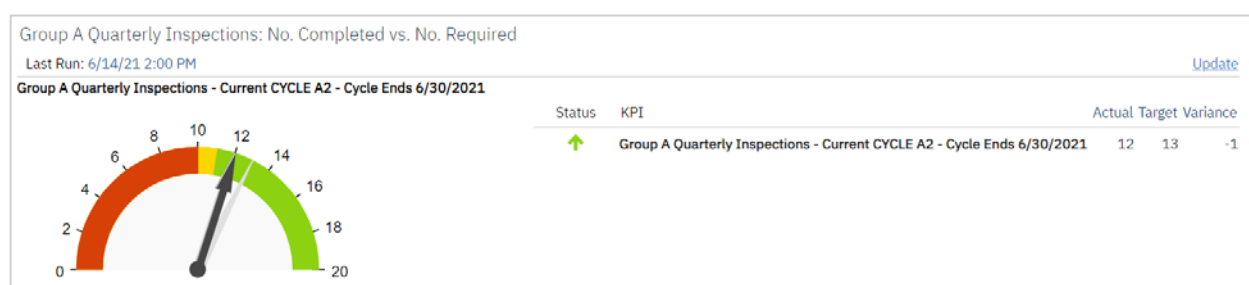 Group A Quarterly Inspections: No. Completed vs. No. Required
Last Run: 6/14/21 2:00 PM
Update
Group A Quarterly Inspections - Current CYCLE A2 - Cycle Ends 6/30/2021
Status KPI Actual Target Variance
Group A Quarterly Inspections - Current CYCLE A2 - Cycle Ends 6/30/2021 12 13 -1
0
2
4
6
8
10
12
14
16
18
20